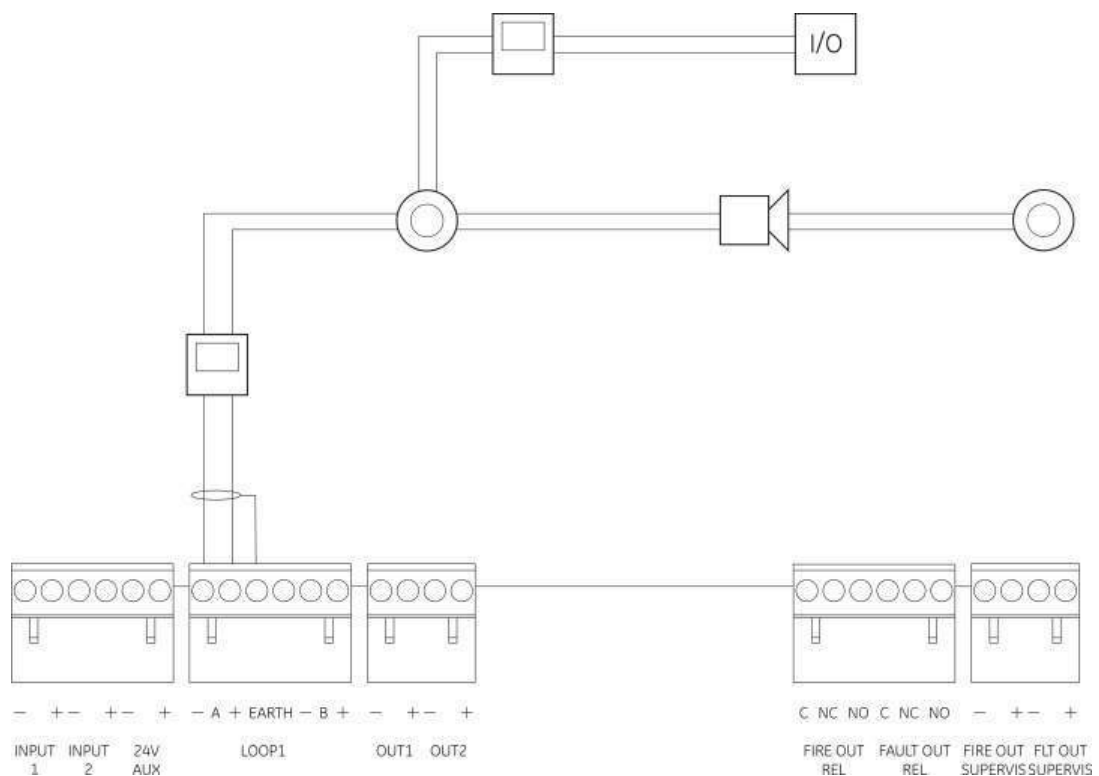 I/O
− + − + − + − A + EARTH − B + − + − + C NC NO C NC NO − + − +
INPUT INPUT 24V LOOP1 OUT1 OUT2 FIRE OUT FAULT OUT FIRE OUT FLT OUT
1 2 AUX REL REL SUPERVIS SUPERVIS